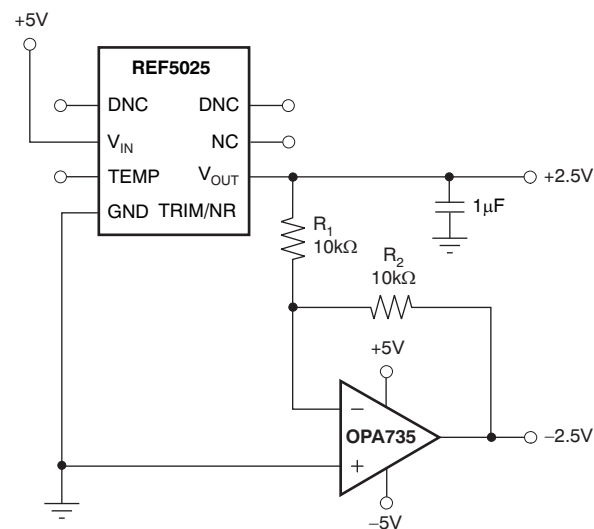 +5V
REF5025
DNC DNC
V_IN NC
TEMP V_OUT
+2.5V
GND TRIM/NR
1μF
R_1
10kΩ
R_2
10kΩ
+5V
−
OPA735
−2.5V
+
−5V